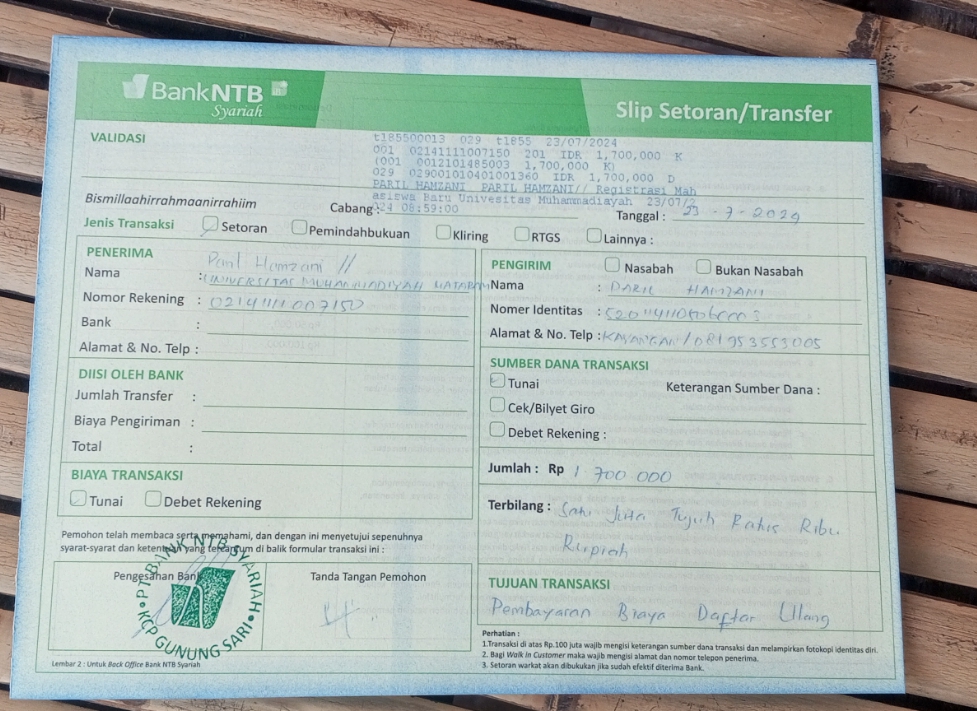 BankNTB
Syariah
Slip Setoran/Transfer
VALIDASI
t185500013 029 t1855 23/07/2024
001 02141111007150 201 IDR 1,700,000 K
(001 0012101485003 1,700,000 K)
029 029001010401001360 IDR 1,700,000 D
PARIL HAMZANI PARIL HAMZANI// Registrasi Mah
asiswa Baru Univesitas Muhammadiayah 23/07/2
024 08:59:00
Bismillaahirrahmaanirrahiim
Cabang :
Tanggal : 23 - 7 - 2024
Jenis Transaksi Setoran Pemindahbukuan Kliring RTGS Lainnya :
PENERIMA
Paril Hamzani //
Nama : UNIVERSITAS MUHAMMADIYAH MATARAM
Nomor Rekening : 02141111007150
Bank :
Alamat & No. Telp :
DIISI OLEH BANK
Jumlah Transfer :
Biaya Pengiriman :
Total :
BIAYA TRANSAKSI
Tunai Debet Rekening
Pemohon telah membaca serta memahami, dan dengan ini menyetujui sepenuhnya
syarat-syarat dan ketentuan yang tercantum di balik formular transaksi ini :
Pengesahan Bank
Tanda Tangan Pemohon
PT. BANK NTB SYARIAH
KCP GUNUNG SARI
Lembar 2 : Untuk Back Office Bank NTB Syariah
PENGIRIM Nasabah Bukan Nasabah
Nama : PARIL HAMZANI
Nomer Identitas :
Alamat & No. Telp : KAYANGAN / 081953553005
SUMBER DANA TRANSAKSI
Tunai Keterangan Sumber Dana :
Cek/Bilyet Giro
Debet Rekening :
Jumlah : Rp 1 700 000
Terbilang : Satu Juta Tujuh Ratus Ribu
Rupiah
TUJUAN TRANSAKSI
Pembayaran Biaya Daftar Ulang
Perhatian :
1.Transaksi di atas Rp.100 juta wajib mengisi keterangan sumber dana transaksi dan melampirkan fotokopi identitas diri.
2. Bagi Walk in Customer maka wajib mengisi alamat dan nomor telepon penerima.
3. Setoran warkat akan dibukukan jika sudah efektif diterima Bank.